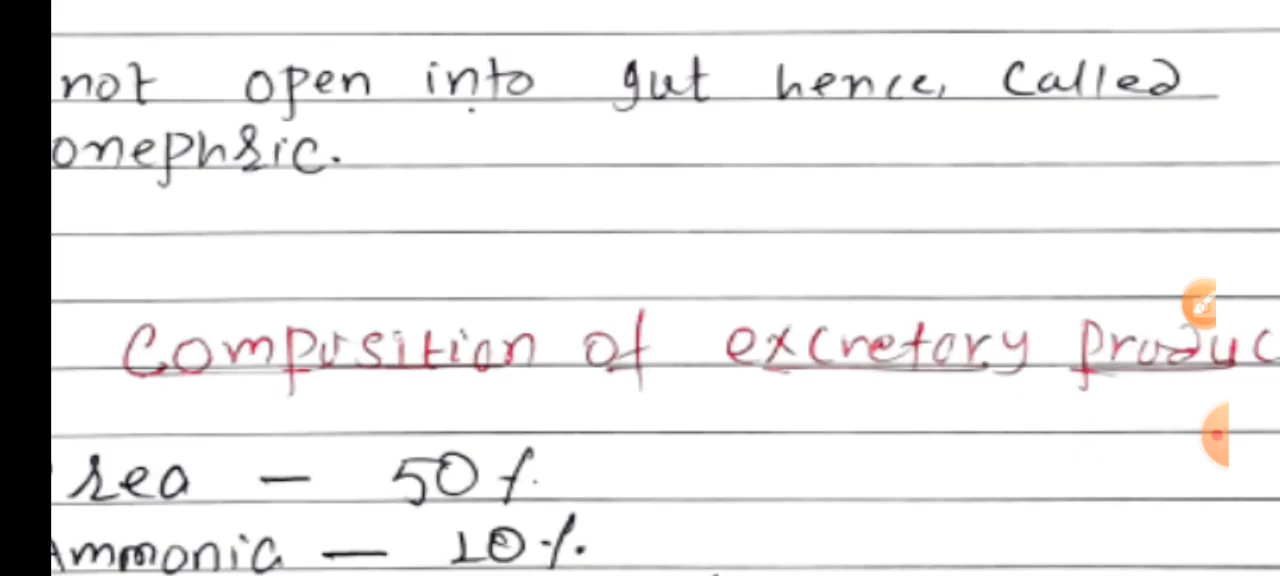 not open into gut hence, called
onephric.
Composition of excretory produc
rea - 50%.
Ammonia - 10%.